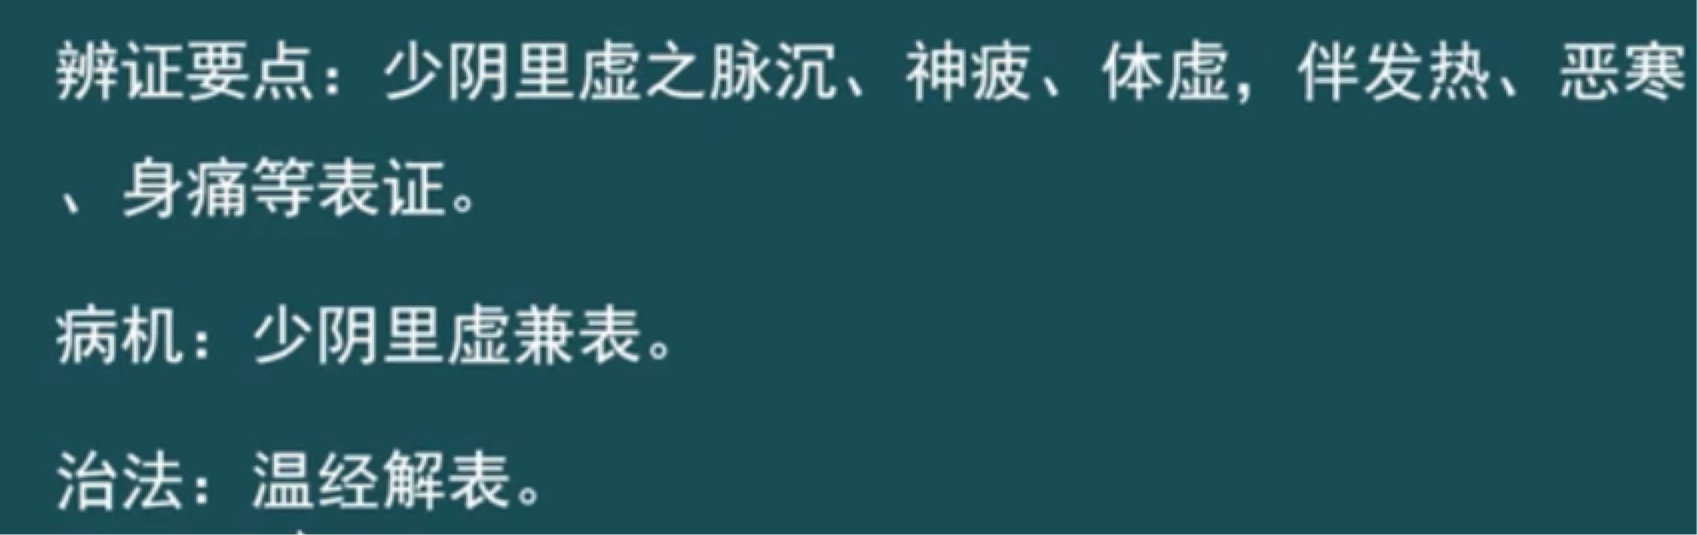 辨证要点：少阴里虚之脉沉、神疲、体虚，伴发热、恶寒
、身痛等表证。
病机：少阴里虚兼表。
治法：温经解表。